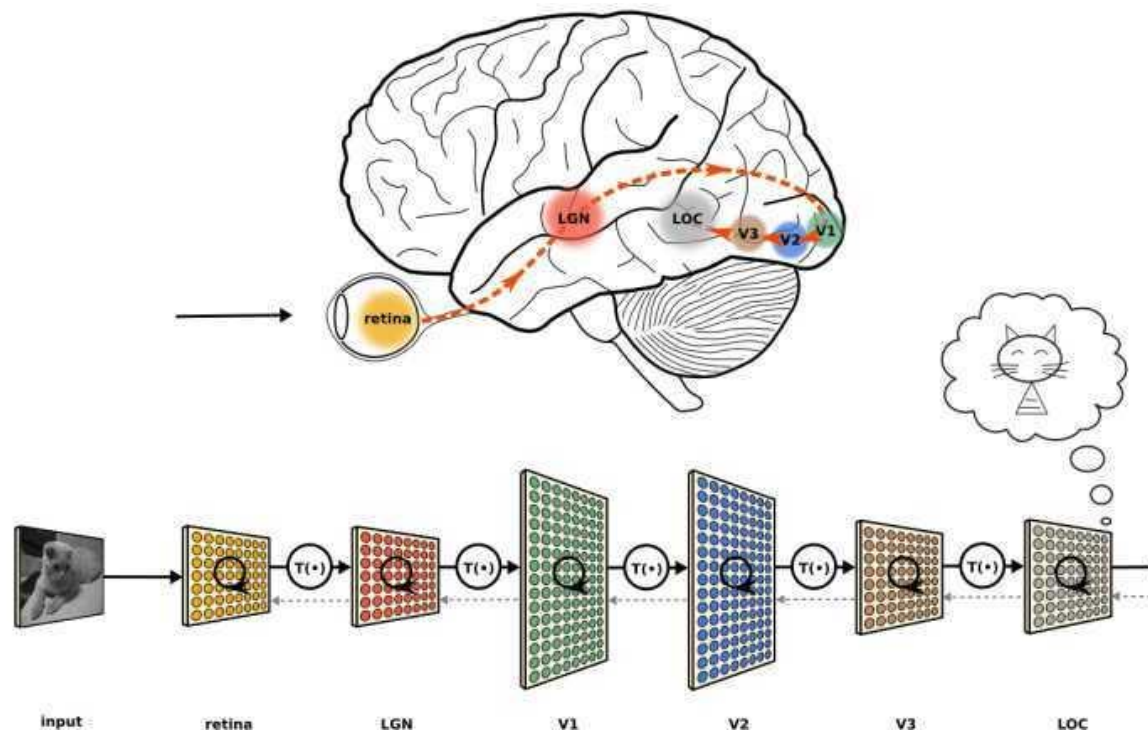 LGN
LOC
V3
V2
V1
retina
T(•)
T(•)
T(•)
T(•)
T(•)
input
retina
LGN
V1
V2
V3
LOC